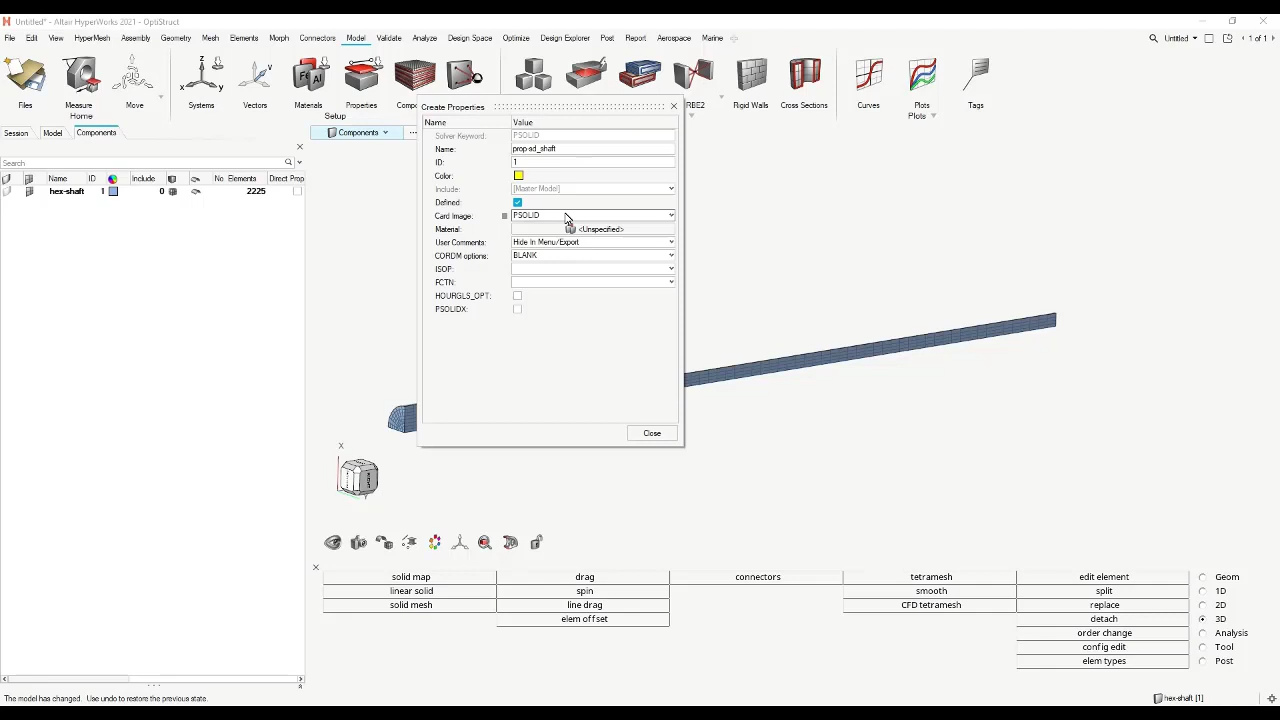 Untitled* - Altair HyperWorks 2021 - OptiStruct
File Edit View HyperMesh Assembly Geometry Mesh Elements Morph Connectors Model Validate Analyze Design Space Optimize Design Explorer Post Report Aerospace Marine Untitled 1 of 1
Files Measure Move Systems Vectors Materials Properties Comp RBE2 Rigid Walls Cross Sections Curves Plots Tags
Home Setup Plots
Session Model Components
Search
Name ID Include No. Elements Direct Prop
hex-shaft 1 0 2225
Components
Create Properties
Name Value
Solver Keyword: PSOLID
Name: prop-sd_shaft
ID: 1
Color:
Include: [Master Model]
Defined:
Card Image: PSOLID
Material: <Unspecified>
User Comments: Hide In Menu/Export
CORDM options: BLANK
ISOP:
FCTN:
HOURGLS_OPT:
PSOLIDX:
Close
X
solid map drag connectors tetramesh edit element Geom
linear solid spin smooth split 1D
solid mesh line drag CFD tetramesh replace 2D
elem offset detach 3D
order change Analysis
config edit Tool
elem types Post
The model has changed. Use undo to restore the previous state.
hex-shaft [1]